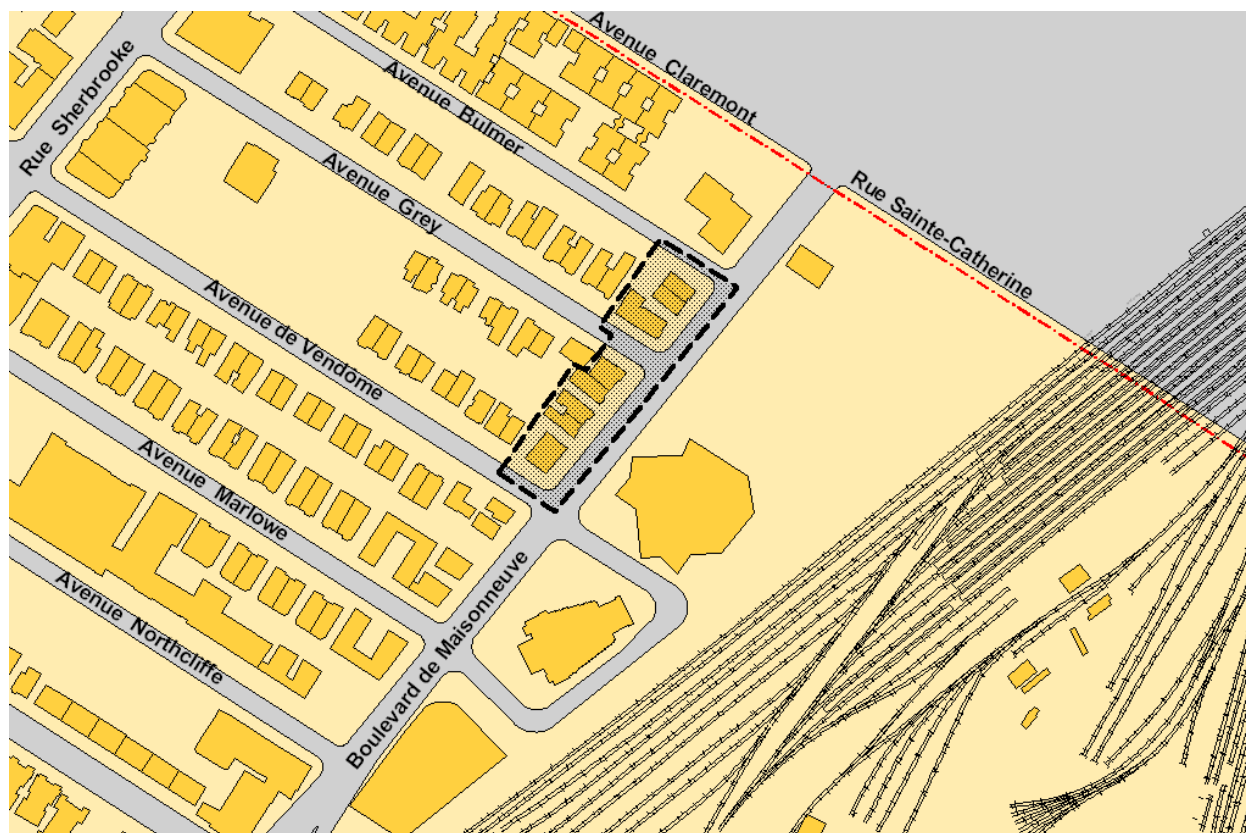 Avenue Claremont
Rue Sherbrooke
Avenue Bulmer
Avenue Grey
Rue Sainte-Catherine
Avenue de Vendôme
Avenue Marlowe
Boulevard de Maisonneuve
Avenue Northcliffe